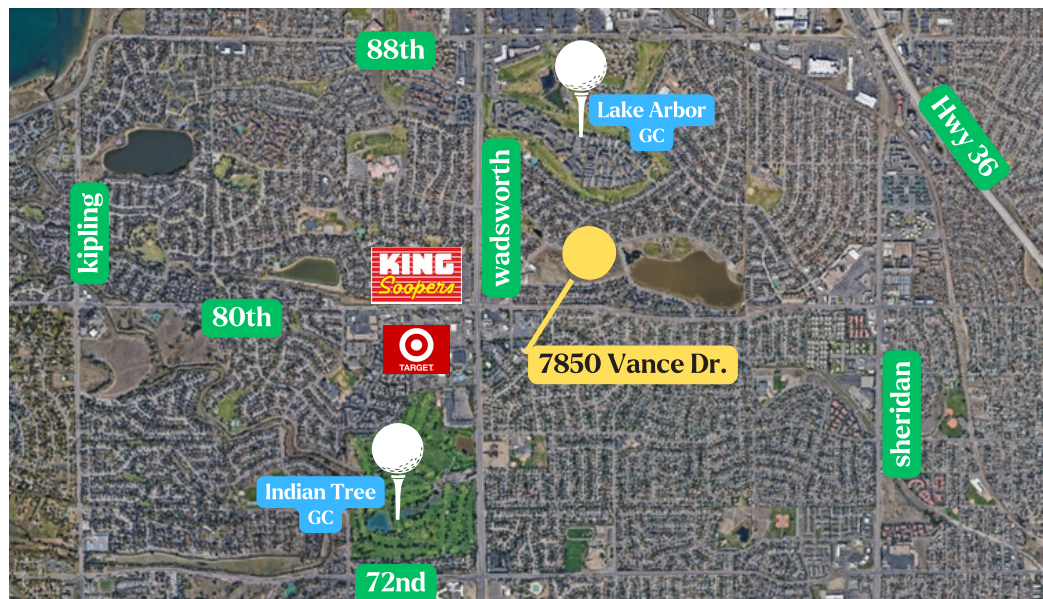 88th
Lake Arbor
GC
Hwy 36
kipling
wadsworth
KING
Soopers
80th
TARGET
7850 Vance Dr.
sheridan
Indian Tree
GC
72nd